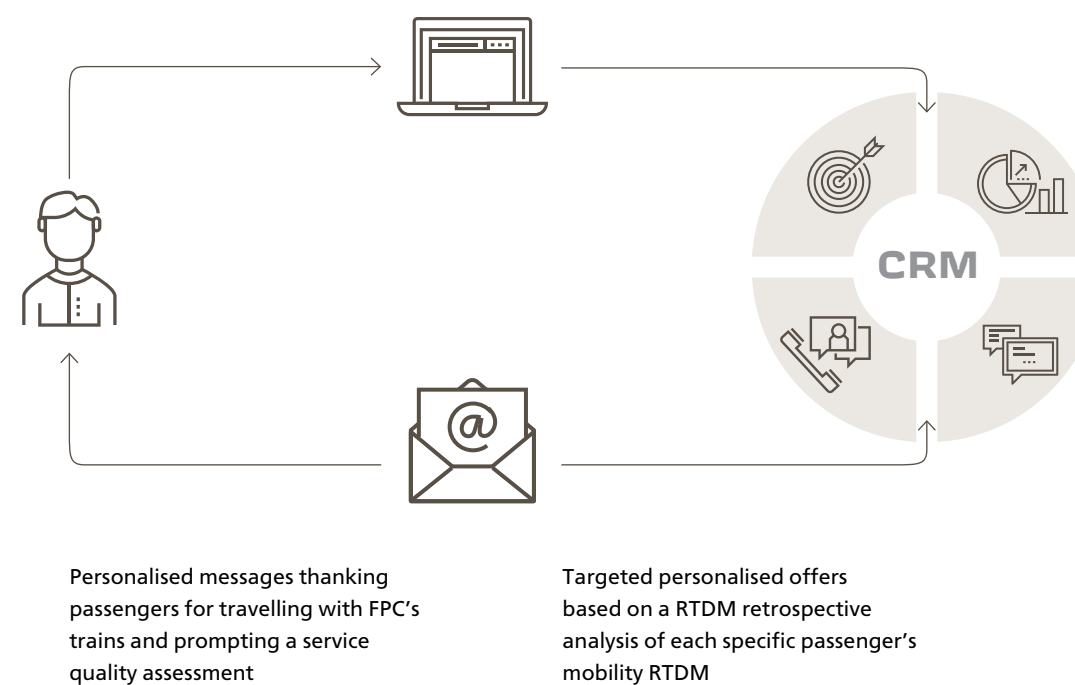 CRM
@
Personalised messages thanking
passengers for travelling with FPC’s
trains and prompting a service
quality assessment
Targeted personalised offers
based on a RTDM retrospective
analysis of each specific passenger’s
mobility RTDM